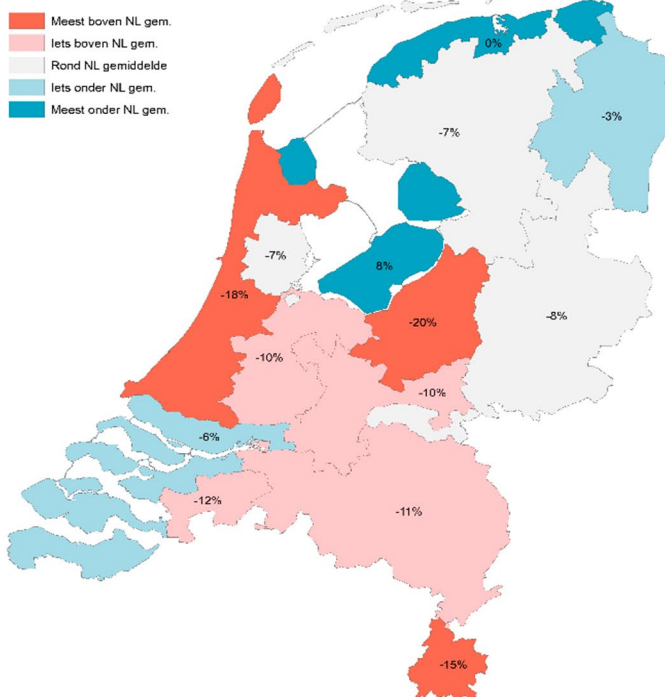 Meest boven NL gem.
Iets boven NL gem.
Rond NL gemiddelde
Iets onder NL gem.
Meest onder NL gem.
0%
-3%
-7%
-7%
8%
-18%
-20%
-8%
-10%
-10%
-6%
-12%
-11%
-15%